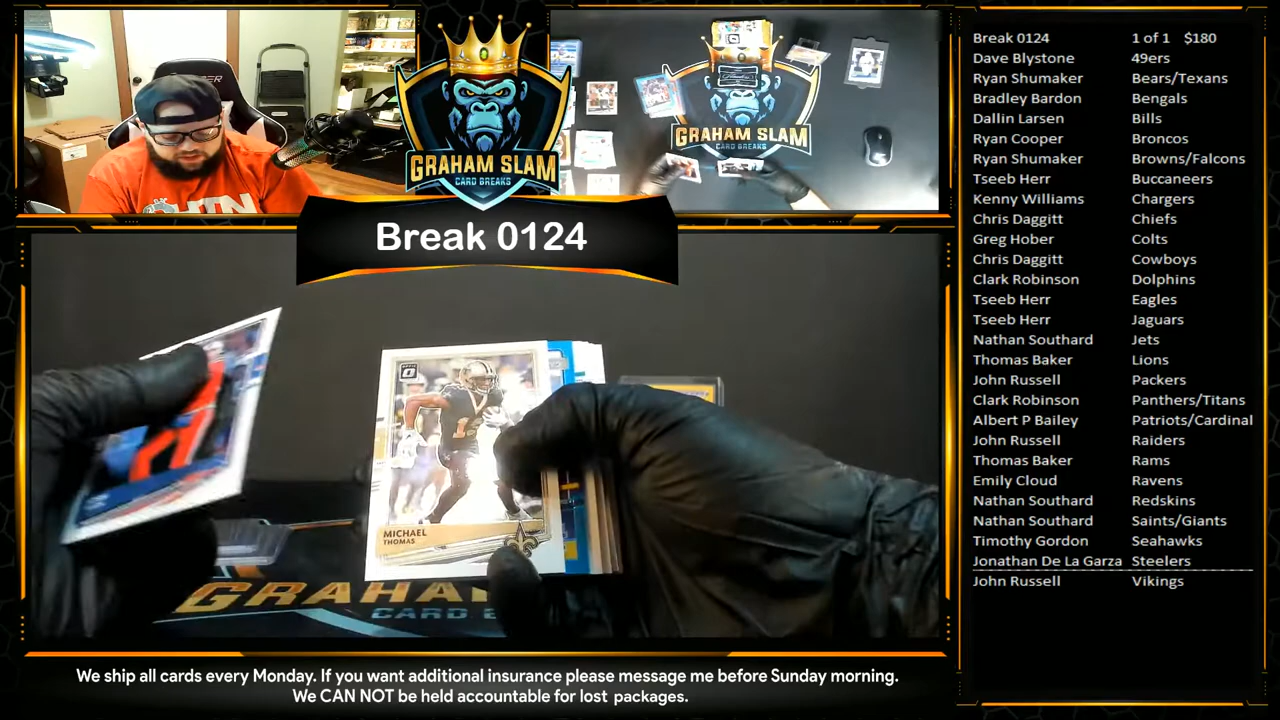 GRAHAM SLAM
CARD BREAKS
GRAHAM SLAM
CARD BREAKS
Break 0124
MICHAEL
THOMAS
GRAHA
CARD
Break 0124 1 of 1 $180
Dave Blystone 49ers
Ryan Shumaker Bears/Texans
Bradley Bardon Bengals
Dallin Larsen Bills
Ryan Cooper Broncos
Ryan Shumaker Browns/Falcons
Tseeb Herr Buccaneers
Kenny Williams Chargers
Chris Daggitt Chiefs
Greg Hober Colts
Chris Daggitt Cowboys
Clark Robinson Dolphins
Tseeb Herr Eagles
Tseeb Herr Jaguars
Nathan Southard Jets
Thomas Baker Lions
John Russell Packers
Clark Robinson Panthers/Titans
Albert P Bailey Patriots/Cardinal
John Russell Raiders
Thomas Baker Rams
Emily Cloud Ravens
Nathan Southard Redskins
Nathan Southard Saints/Giants
Timothy Gordon Seahawks
Jonathan De La Garza Steelers
John Russell Vikings
We ship all cards every Monday. If you want additional insurance please message me before Sunday morning.
We CAN NOT be held accountable for lost packages.